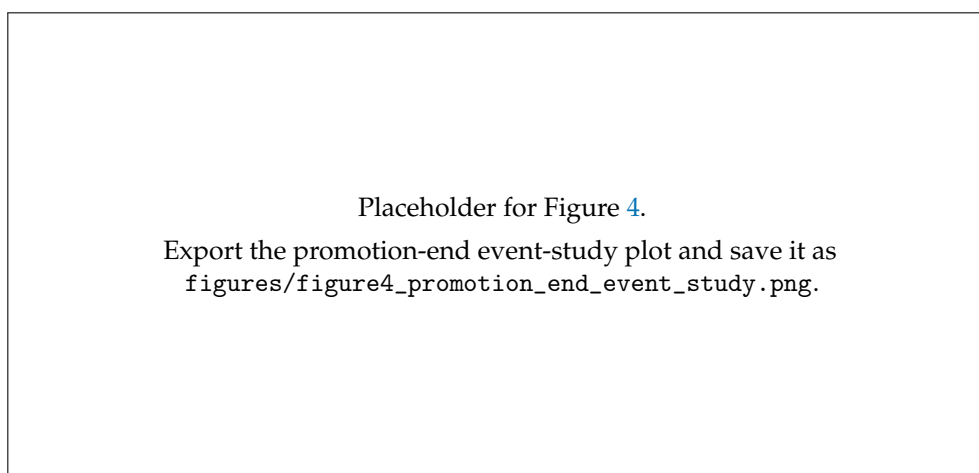 Placeholder for Figure 4.
Export the promotion-end event-study plot and save it as
figures/figure4_promotion_end_event_study.png.